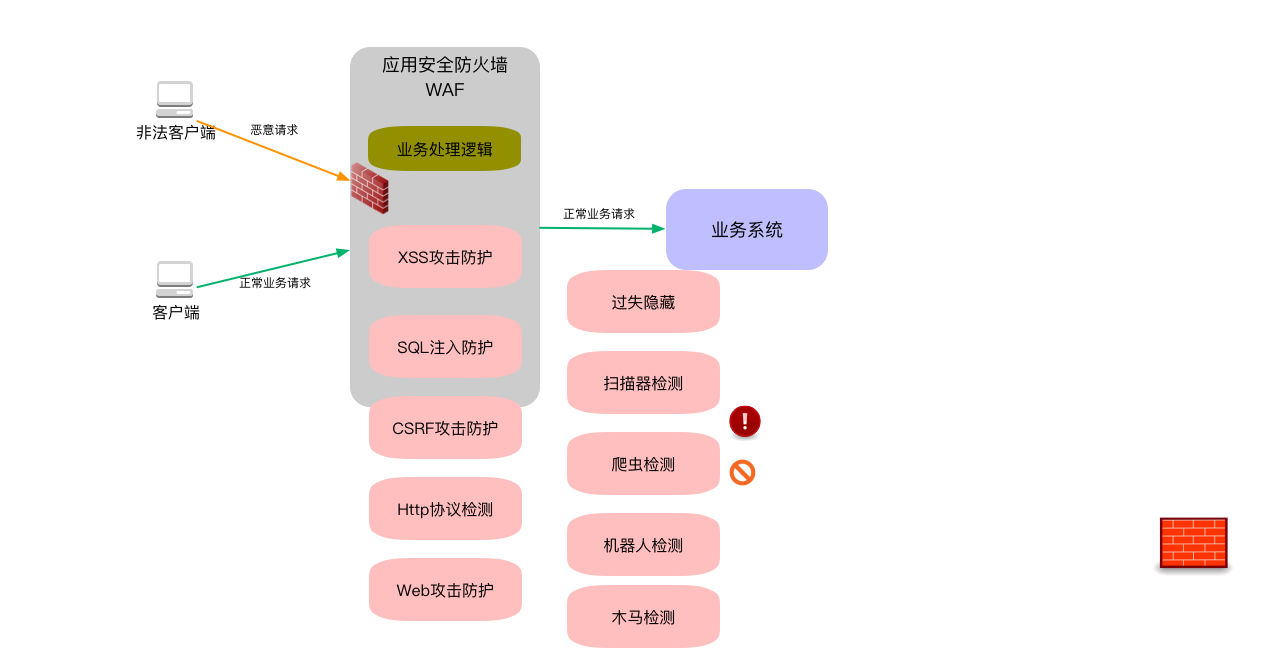 应用安全防火墙
WAF
非法客户端
恶意请求
业务处理逻辑
正常业务请求
业务系统
XSS攻击防护
正常业务请求
客户端
过失隐藏
SQL注入防护
扫描器检测
CSRF攻击防护
爬虫检测
Http协议检测
机器人检测
Web攻击防护
木马检测